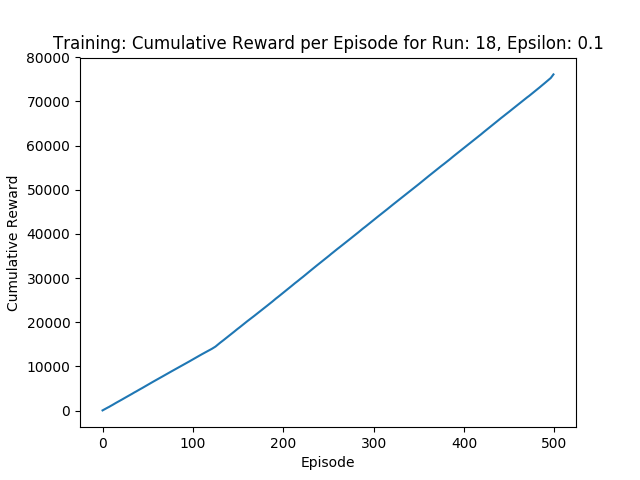 Training: Cumulative Reward per Episode for Run: 18, Epsilon: 0.1
80000
70000
60000
50000
40000
30000
20000
10000
0
Cumulative Reward
0 100 200 300 400 500
Episode